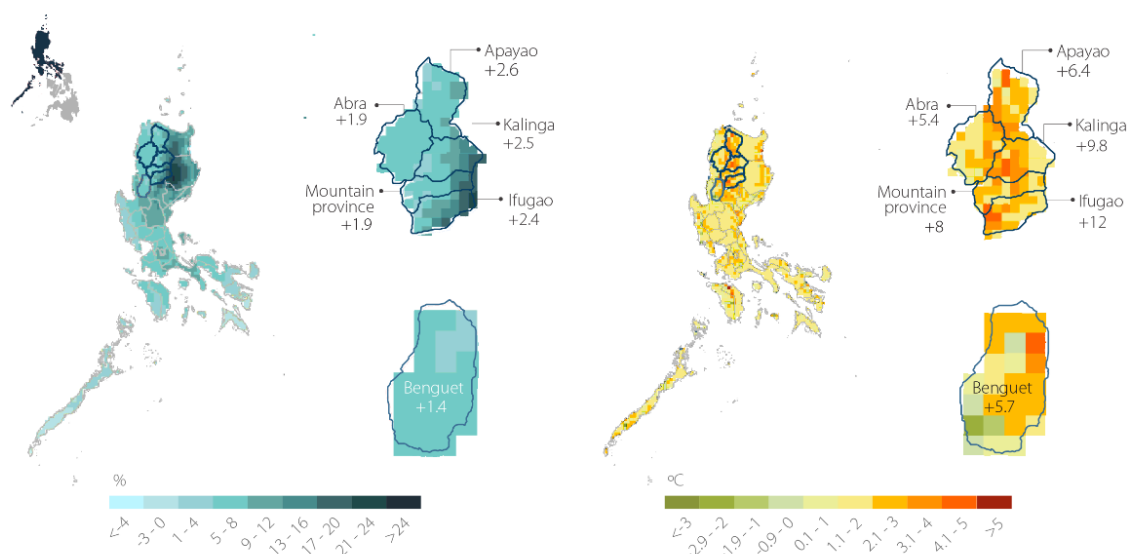 Apayao
+2.6
Abra
+1.9
Kalinga
+2.5
Mountain
province
+1.9
Ifugao
+2.4
Benguet
+1.4
%
<-4
-3 - 0
1 - 4
5 - 8
9 - 12
13 - 16
17 - 20
21 - 24
>24
Apayao
+6.4
Abra
+5.4
Kalinga
+9.8
Mountain
province
+8
Ifugao
+12
Benguet
+5.7
ºC
<-3
-2.9 - -2
-1.9 - -1
-0.9 - 0
0.1 - 1
1.1 - 2
2.1 - 3
3.1 - 4
4.1 - 5
>5